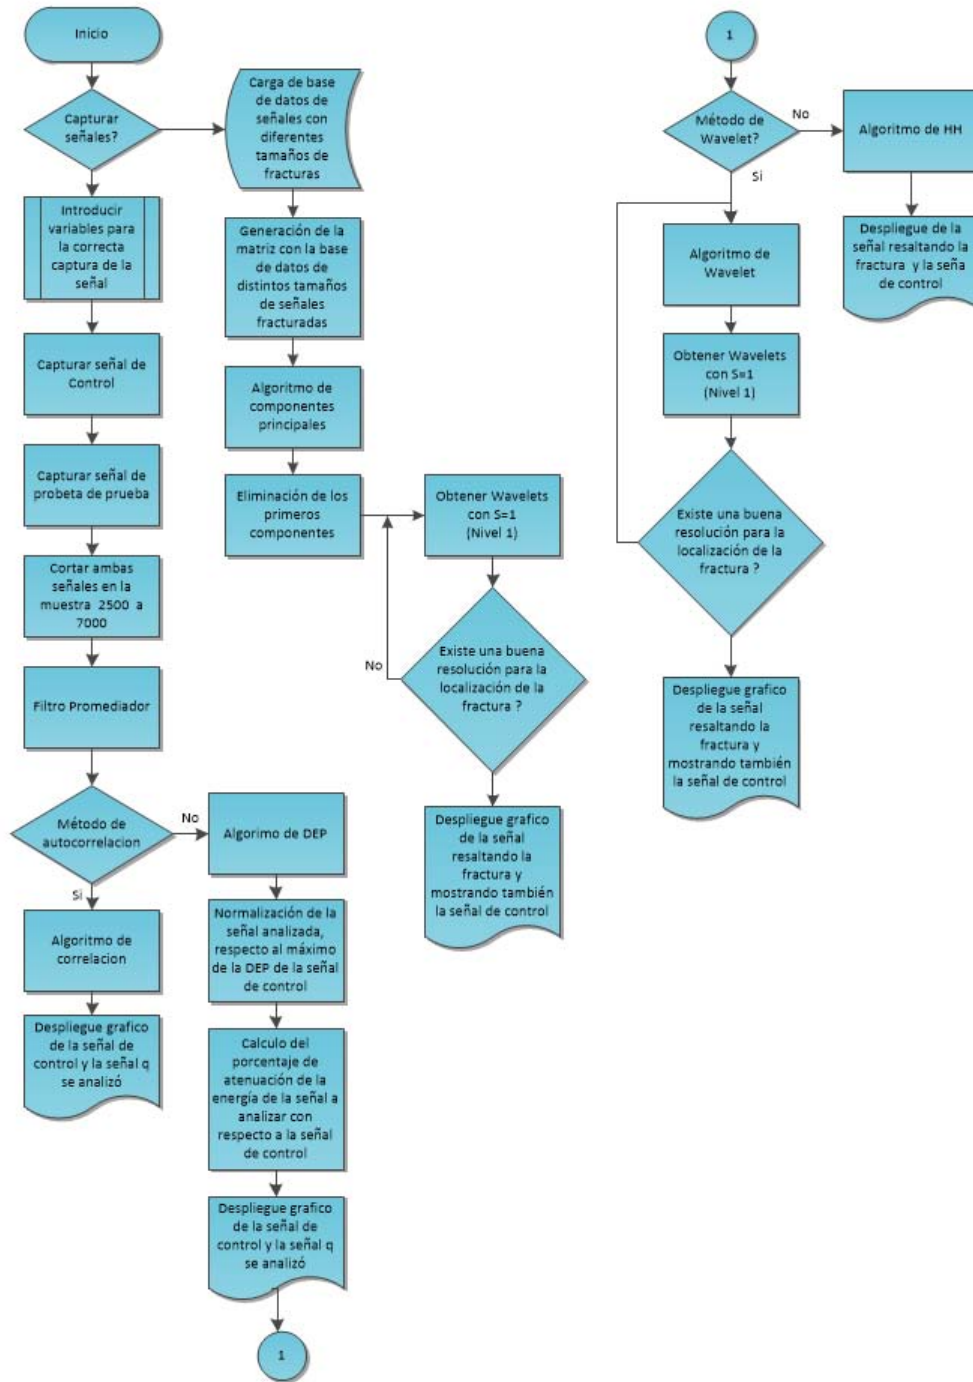 Inicio
Capturar
señales?
Introducir
variables para
la correcta
captura de la
señal
Capturar señal de
Control
Capturar señal de
probeta de prueba
Cortar ambas
señales en la
muestra 2500 a
7000
Filtro Promediador
Método de
autocorrelacion
Si
Algoritmo de
correlacion
Despliegue grafico
de la señal de
control y la señal q
se analizó
No
Algorimo de DEP
Normalización de la
señal analizada,
respecto al máximo
de la DEP de la señal
de control
Calculo del
porcentaje de
atenuación de la
energía de la señal a
analizar con
respecto a la señal
de control
Despliegue grafico
de la señal de
control y la señal q
se analizó
1
Carga de base
de datos de
señales con
diferentes
tamaños de
fracturas
Generación de la
matriz con la base
de datos de
distintos tamaños
de señales
fracturadas
Algoritmo de
componentes
principales
Eliminación de los
primeros
componentes
Obtener Wavelets
con S=1
(Nivel 1)
No
Existe una buena
resolución para la
localización de la
fractura ?
Despliegue grafico
de la señal
resaltando la
fractura y
mostrando también
la señal de control
1
Método de
Wavelet?
No
Algoritmo de HH
Despliegue de la
señal resaltando la
fractura y la seña
de control
Si
Algoritmo de
Wavelet
Obtener Wavelets
con S=1
(Nivel 1)
Existe una buena
resolución para la
localización de la
fractura ?
Despliegue grafico
de la señal
resaltando la
fractura y
mostrando también
la señal de control